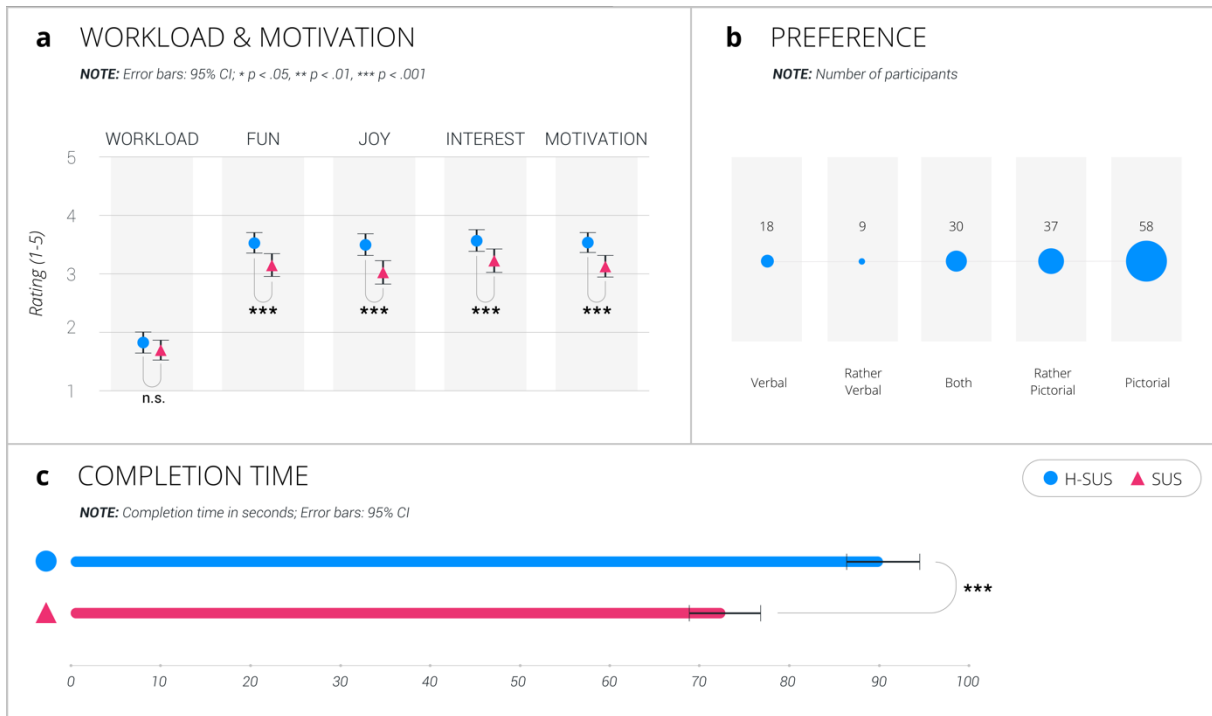 a WORKLOAD & MOTIVATION
NOTE: Error bars: 95% CI; * p < .05, ** p < .01, *** p < .001
WORKLOAD FUN JOY INTEREST MOTIVATION
5
4
3
2
1
Rating (1-5)
*** *** *** ***
n.s.
b PREFERENCE
NOTE: Number of participants
18 9 30 37 58
Verbal
Rather
Verbal
Both
Rather
Pictorial
Pictorial
c COMPLETION TIME
NOTE: Completion time in seconds; Error bars: 95% CI
H-SUS SUS
***
0 10 20 30 40 50 60 70 80 90 100